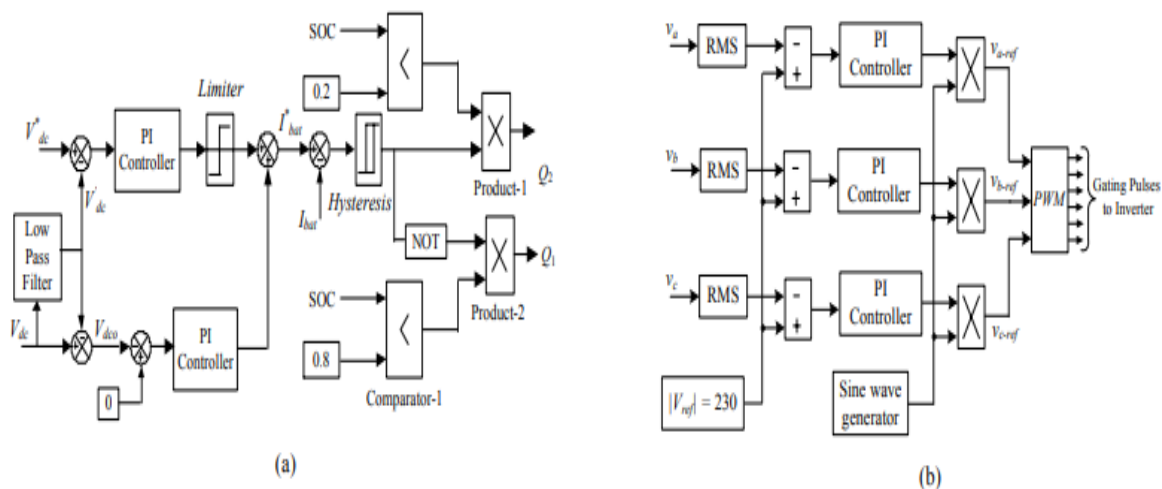 SOC
0.2
<
Limiter
V*dc
PI
Controller
I*bat
Hysteresis
Product-1
Q2
V'dc
Ibat
Low
Pass
Filter
NOT
Q1
Product-2
SOC
<
0.8
Comparator-1
Vdc
Vdco
PI
Controller
0
(a)
va
RMS
-
+
PI
Controller
va-ref
vb
RMS
-
+
PI
Controller
vb-ref
PWM
Gating Pulses
to Inverter
vc
RMS
-
+
PI
Controller
vc-ref
|Vref| = 230
Sine wave
generator
(b)